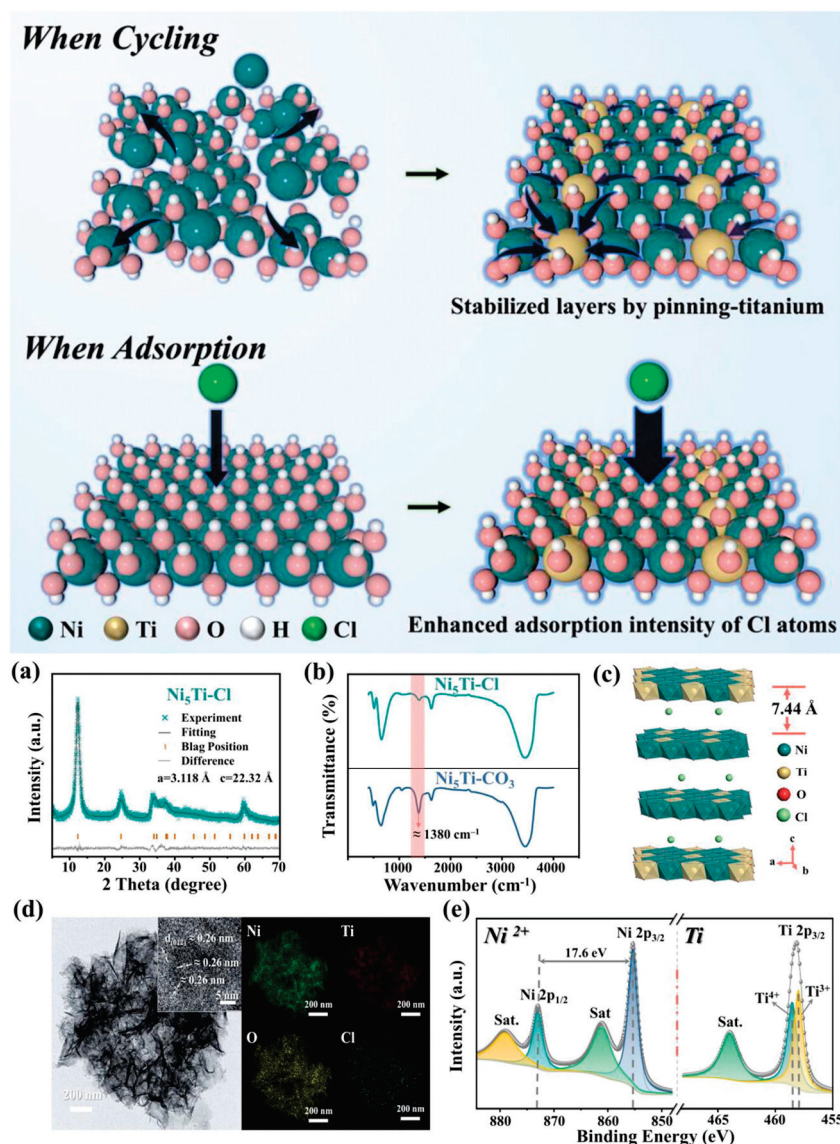 When Cycling
Stabilized layers by pinning-titanium
When Adsorption
Ni Ti O H Cl
Enhanced adsorption intensity of Cl atoms
(a)
Ni₅Ti-Cl
Experiment
Fitting
Blag Position
Difference
a=3.118 Å c=22.32 Å
Intensity (a.u.)
10 20 30 40 50 60 70
2 Theta (degree)
(b)
Ni₅Ti-Cl
Ni₅Ti-CO₃
≈ 1380 cm⁻¹
Transmittance (%)
0 1000 2000 3000 4000
Wavenumber (cm⁻¹)
(c)
7.44 Å
Ni
Ti
O
Cl
c
a
b
(d)
≈ 0.26 nm
≈ 0.26 nm
≈ 0.26 nm
5 nm
200 nm
Ni
200 nm
Ti
200 nm
O
200 nm
Cl
200 nm
(e)
Ni ²⁺
Ni 2p₃/₂
17.6 eV
Ni 2p₁/₂
Sat.
Sat
Ti
Ti 2p₃/₂
Ti⁴⁺
Ti³⁺
Sat.
Intensity (a.u.)
880 870 860 850 465 460 455
Binding Energy (eV)